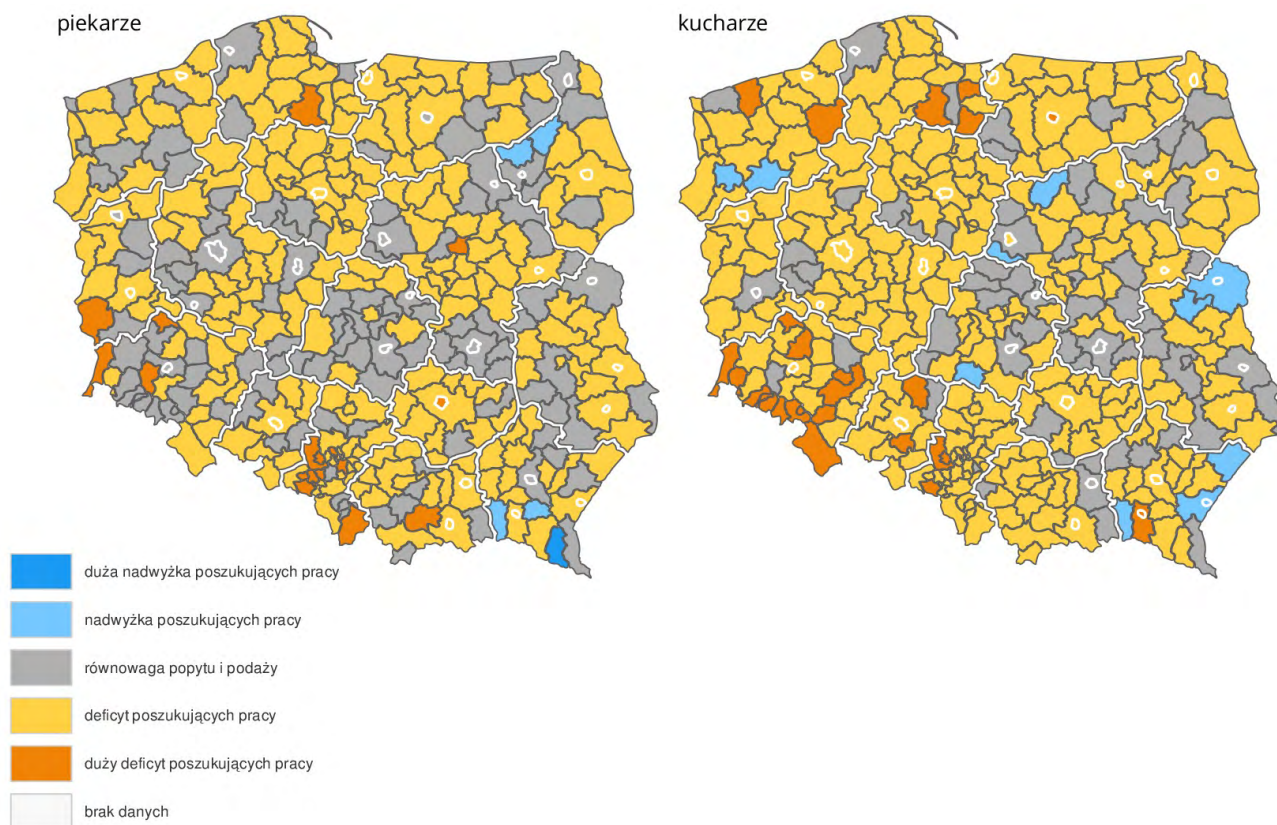 piekarze
kucharze
duża nadwyżka poszukujących pracy
nadwyżka poszukujących pracy
równowaga popytu i podaży
deficyt poszukujących pracy
duży deficyt poszukujących pracy
brak danych